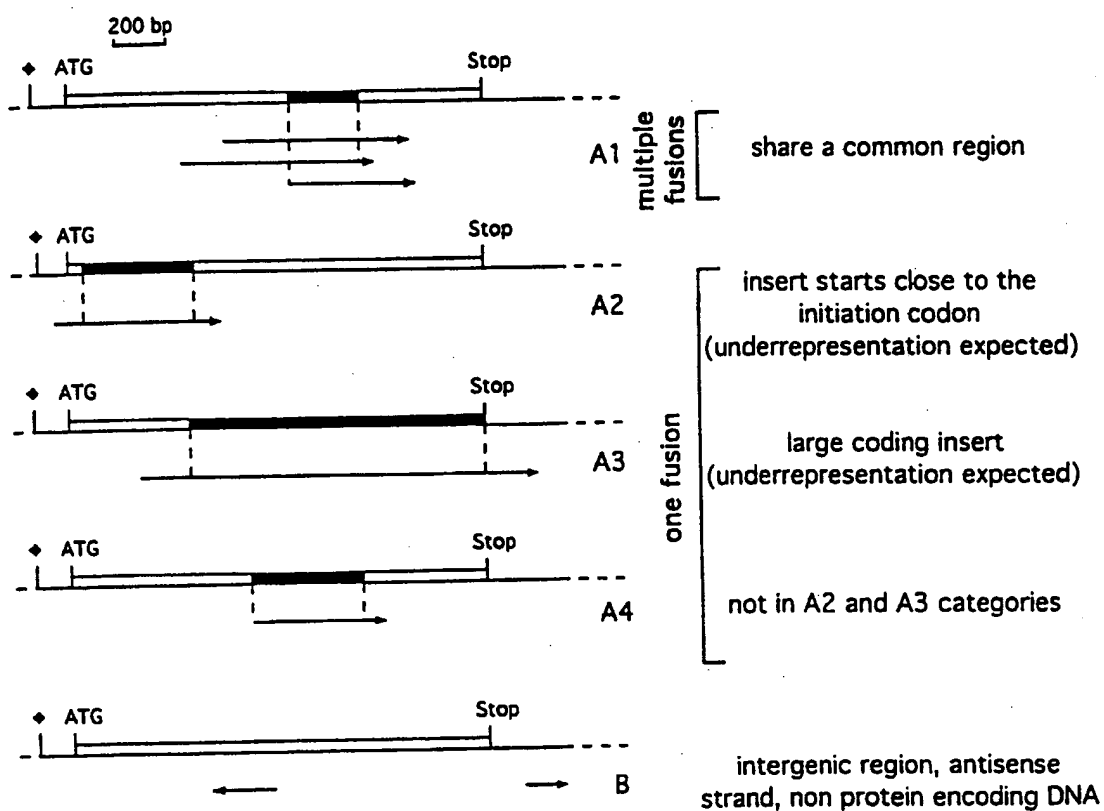 200 bp
ATG
Stop
A1
multiple
fusions
share a common region
ATG
Stop
A2
insert starts close to the
initiation codon
(underrepresentation expected)
ATG
Stop
A3
one fusion
large coding insert
(underrepresentation expected)
ATG
Stop
A4
not in A2 and A3 categories
ATG
Stop
B
intergenic region, antisense
strand, non protein encoding DNA